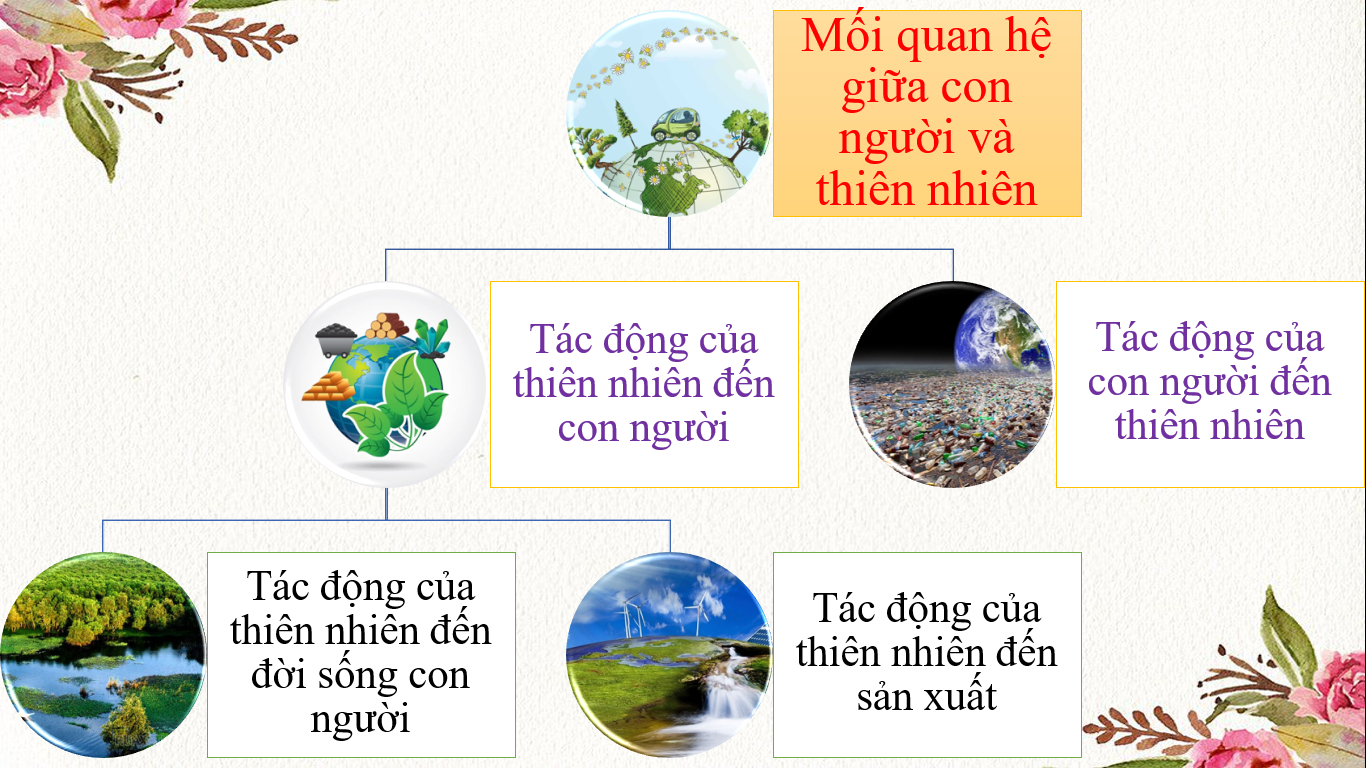 Mối quan hệ
giữa con
người và
thiên nhiên
Tác động của
thiên nhiên đến
con người
Tác động của
con người đến
thiên nhiên
Tác động của
thiên nhiên đến
đời sống con
người
Tác động của
thiên nhiên đến
sản xuất